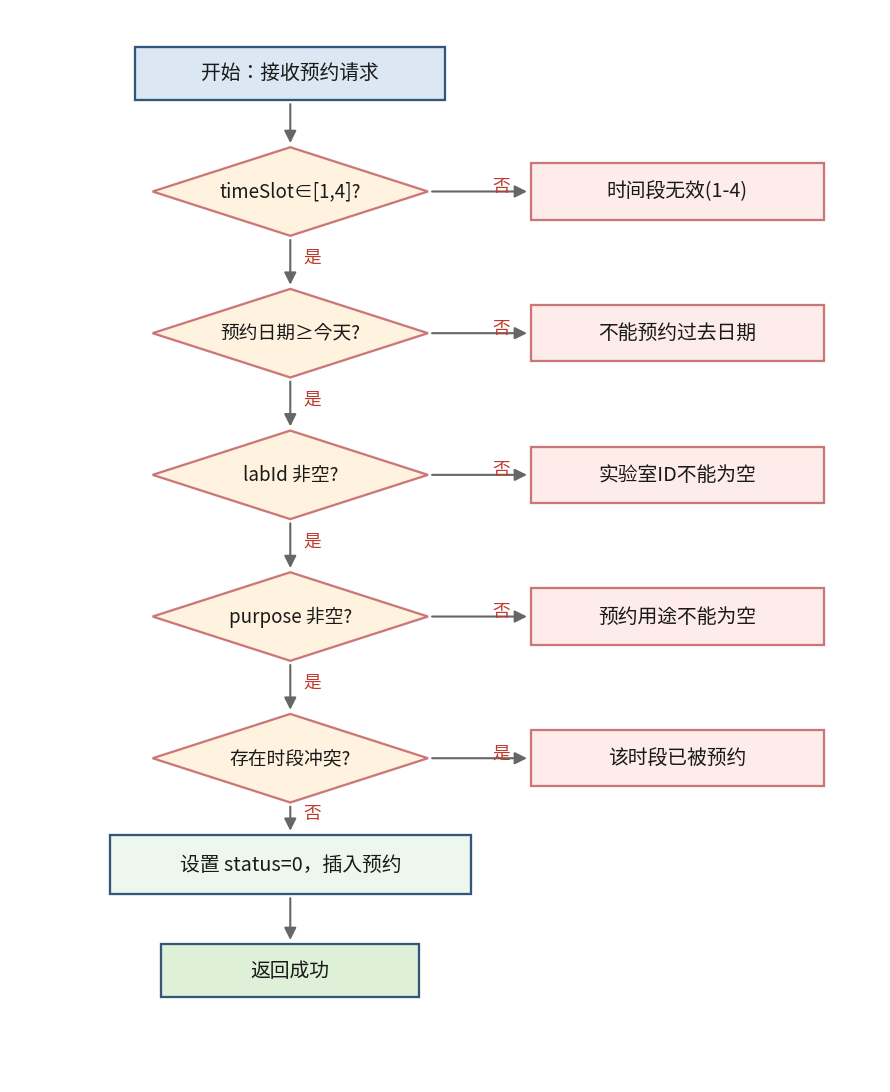 开始：接收预约请求
timeSlot∈[1,4]?
否
时间段无效(1-4)
是
预约日期≥今天?
否
不能预约过去日期
是
labId 非空?
否
实验室ID不能为空
是
purpose 非空?
否
预约用途不能为空
是
存在时段冲突?
是
该时段已被预约
否
设置 status=0，插入预约
返回成功